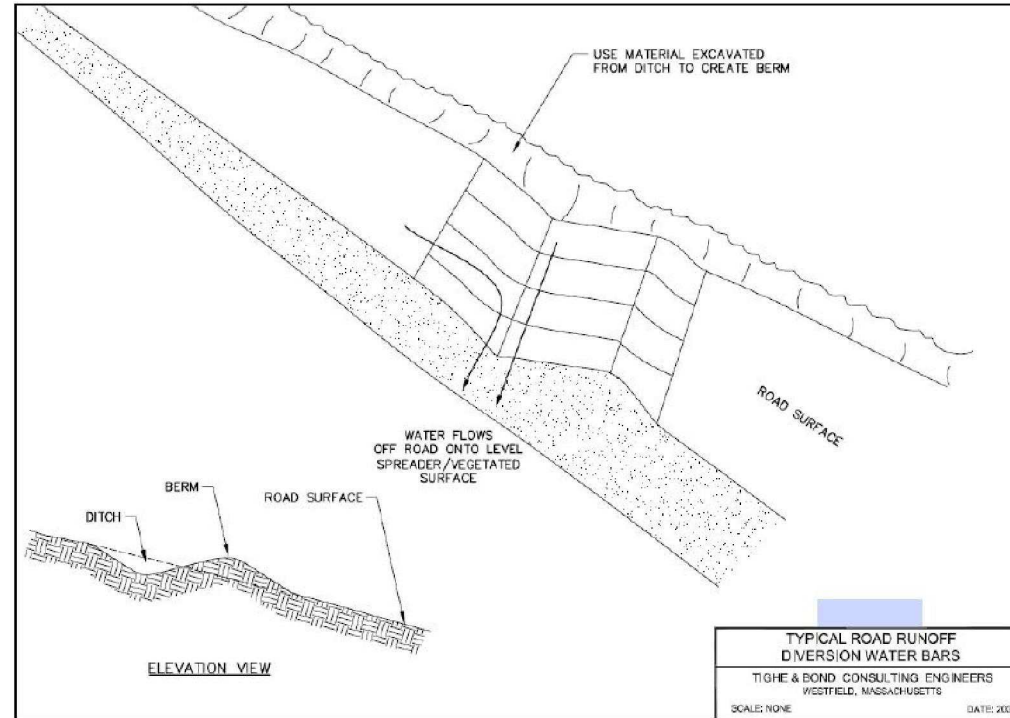 USE MATERIAL EXCAVATED
FROM DITCH TO CREATE BERM
ROAD SURFACE
WATER FLOWS
OFF ROAD ONTO LEVEL
SPREADER/VEGETATED
SURFACE
BERM
ROAD SURFACE
DITCH
ELEVATION VIEW
TYPICAL ROAD RUNOFF
DIVERSION WATER BARS
TIGHE & BOND CONSULTING ENGINEERS
WESTFIELD, MASSACHUSETTS
SCALE: NONE
DATE: